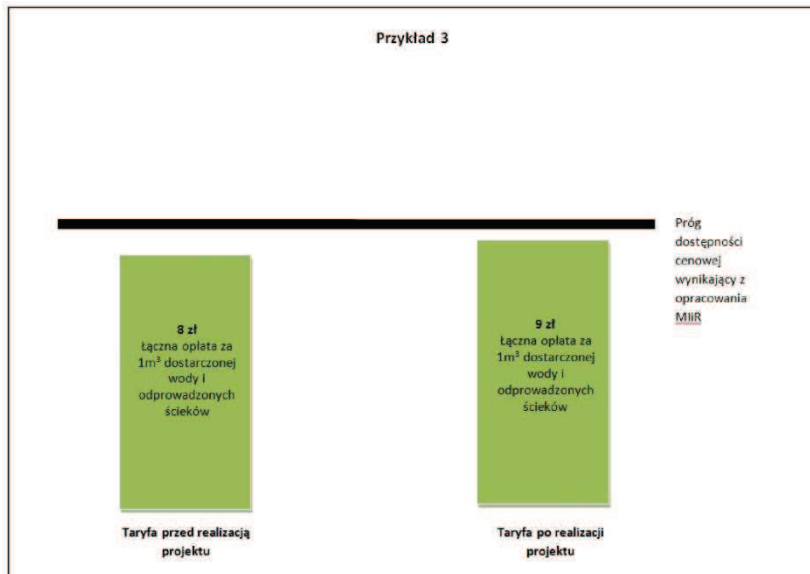 Przykład 3
Próg
dostępności
cenowej
wynikający z
opracowania
MIiR
8 zł
Łączna opłata za
1m³ dostarczonej
wody i
odprowadzonych
ścieków
9 zł
Łączna opłata za
1m³ dostarczonej
wody i
odprowadzonych
ścieków
Taryfa przed realizacją
projektu
Taryfa po realizacji
projektu